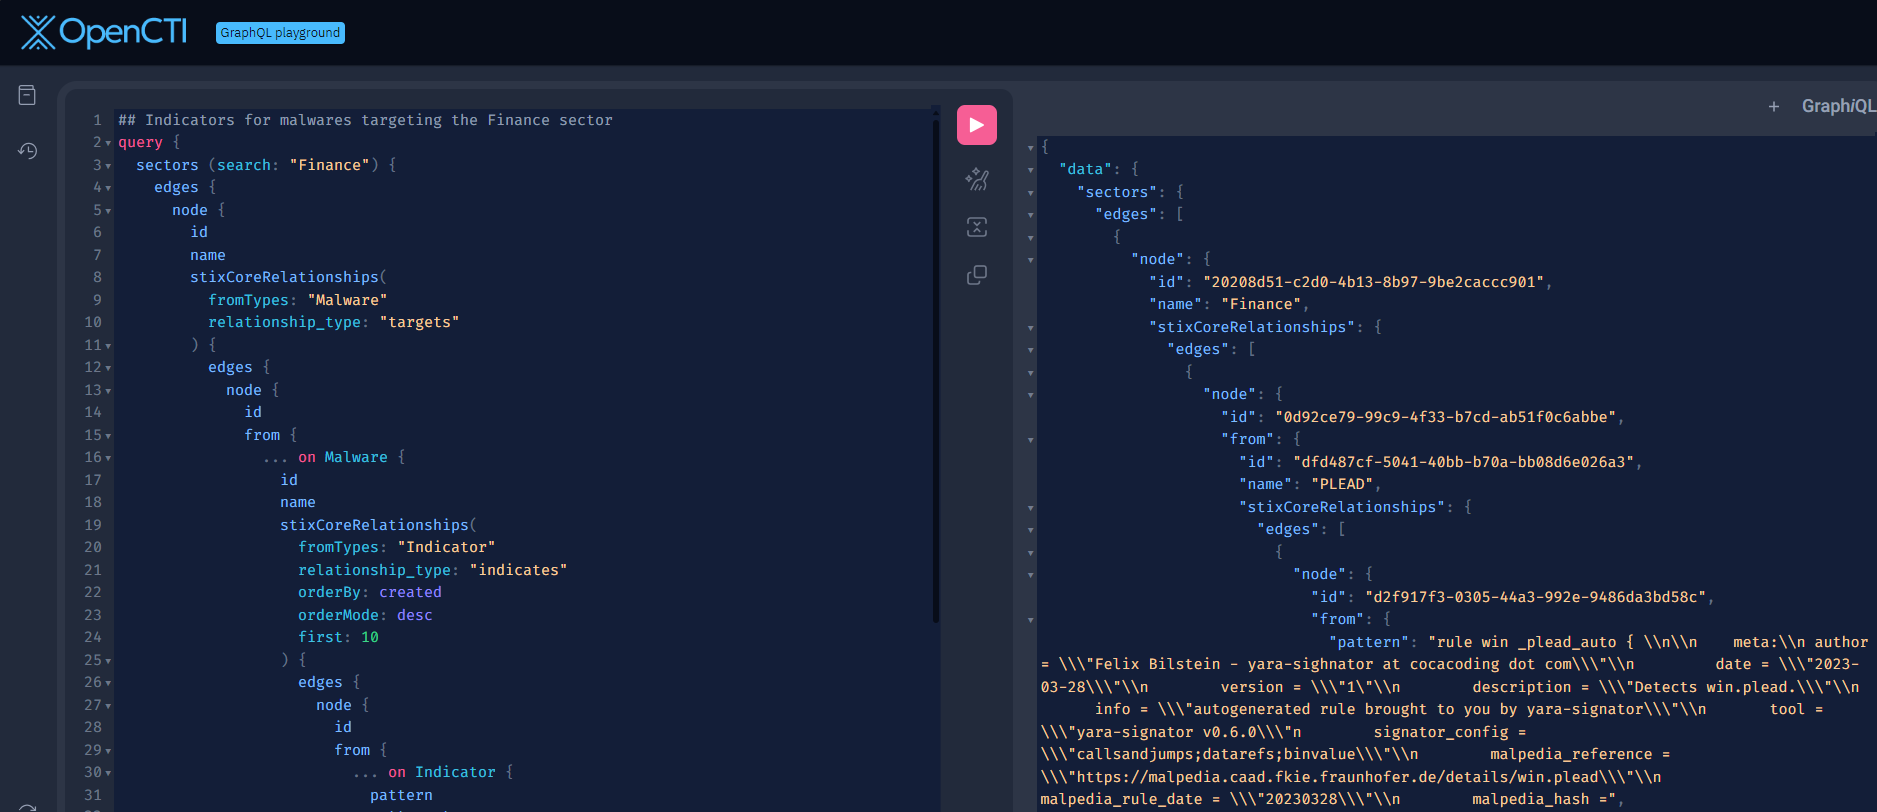 OpenCTI
GraphQL playground
+ GraphiQL
1 ## Indicators for malwares targeting the Finance sector
2 query {
3 sectors (search: "Finance") {
4 edges {
5 node {
6 id
7 name
8 stixCoreRelationships(
9 fromTypes: "Malware"
10 relationship_type: "targets"
11 ) {
12 edges {
13 node {
14 id
15 from {
16 ... on Malware {
17 id
18 name
19 stixCoreRelationships(
20 fromTypes: "Indicator"
21 relationship_type: "indicates"
22 orderBy: created
23 orderMode: desc
24 first: 10
25 ) {
26 edges {
27 node {
28 id
29 from {
30 ... on Indicator {
31 pattern
{
"data": {
"sectors": {
"edges": [
{
"node": {
"id": "20208d51-c2d0-4b13-8b97-9be2caccc901",
"name": "Finance",
"stixCoreRelationships": {
"edges": [
{
"node": {
"id": "0d92ce79-99c9-4f33-b7cd-ab51f0c6abbe",
"from": {
"id": "dfd487cf-5041-40bb-b70a-bb08d6e026a3",
"name": "PLEAD",
"stixCoreRelationships": {
"edges": [
{
"node": {
"id": "d2f917f3-0305-44a3-992e-9486da3bd58c",
"from": {
"pattern": "rule win _plead_auto { \\n\\n    meta:\\n author
= \\\"Felix Bilstein - yara-sighnator at cocacoding dot com\\\"\\n         date = \\\"2023-
03-28\\\"\\n         version = \\\"1\"\\n         description = \\\"Detects win.plead.\\\"\\n
info = \\\"autogenerated rule brought to you by yara-signator\\\"\\n       tool =
\\\"yara-signator v0.6.0\\\"n        signator_config =
\\\"callsandjumps;datarefs;binvalue\\\"\\n        malpedia_reference =
\\\"https://malpedia.caad.fkie.fraunhofer.de/details/win.plead\\\"\\n
malpedia_rule_date = \\\"20230328\\\"\\n        malpedia_hash =",